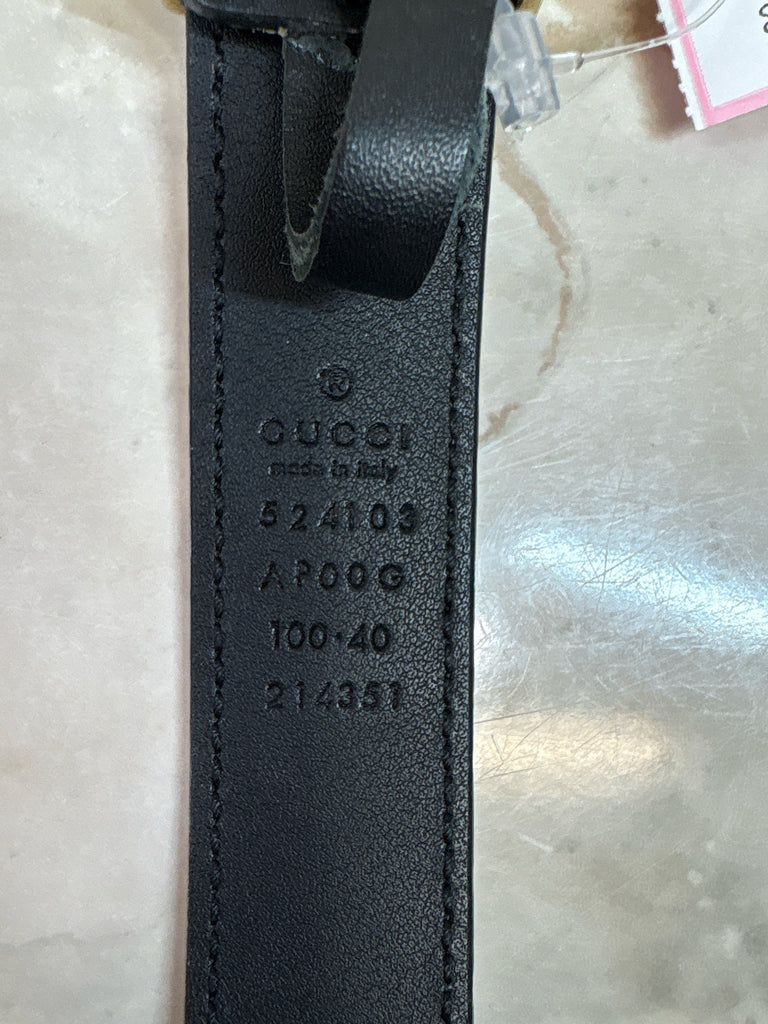 ®
GUCCI
made in italy
524103
AP00G
100·40
214351